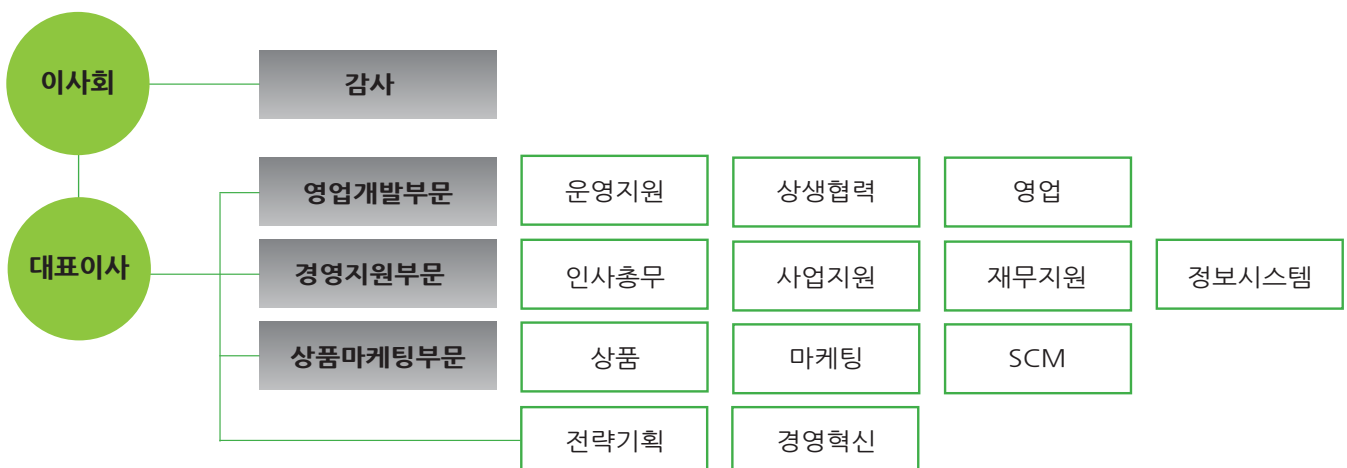 이사회
감사
대표이사
영업개발부문
운영지원
상생협력
영업
경영지원부문
인사총무
사업지원
재무지원
정보시스템
상품마케팅부문
상품
마케팅
SCM
전략기획
경영혁신